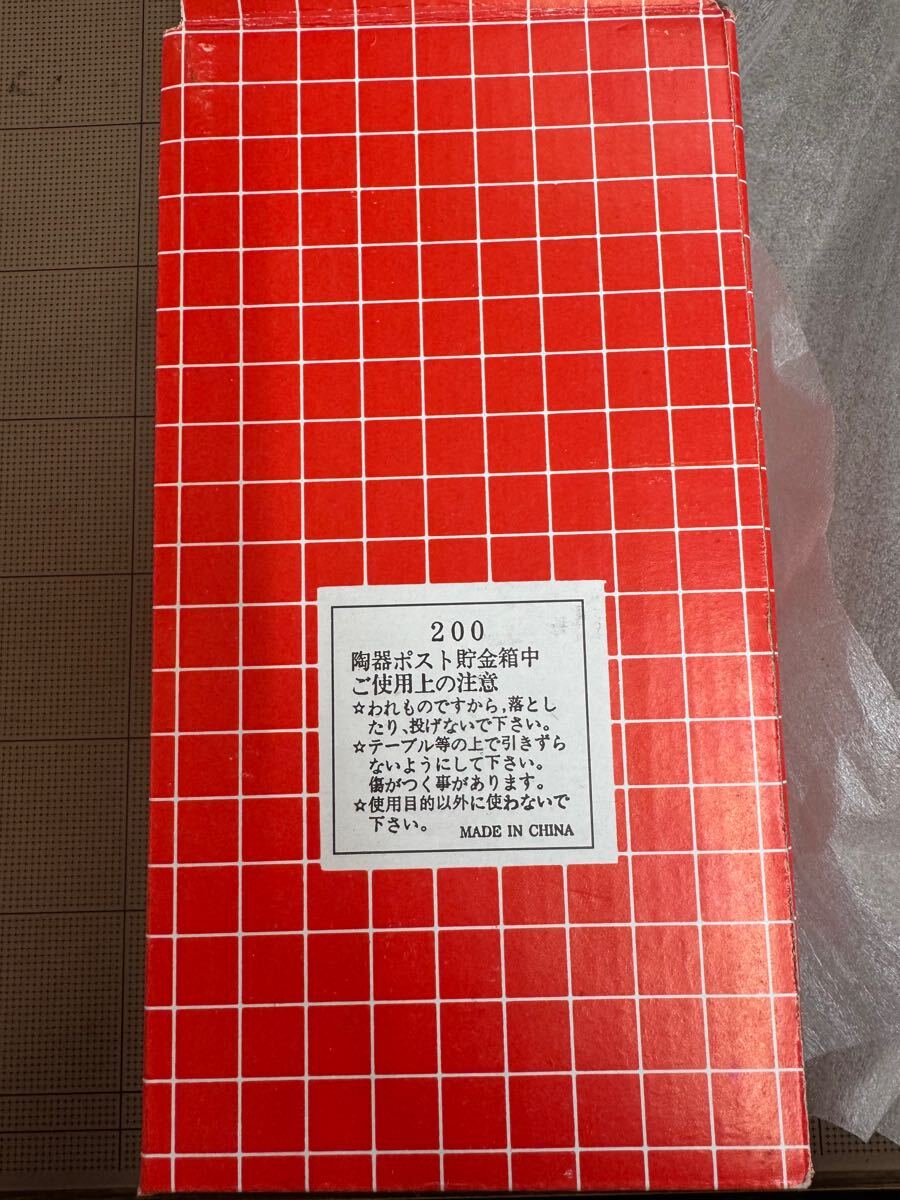 200
陶器ポスト貯金箱中
ご使用上の注意
☆われものですから,落とし
たり、投げないで下さい。
☆テーブル等の上で引きずら
ないようにして下さい。
傷がつく事があります。
☆使用目的以外に使わないで
下さい。 MADE IN CHINA